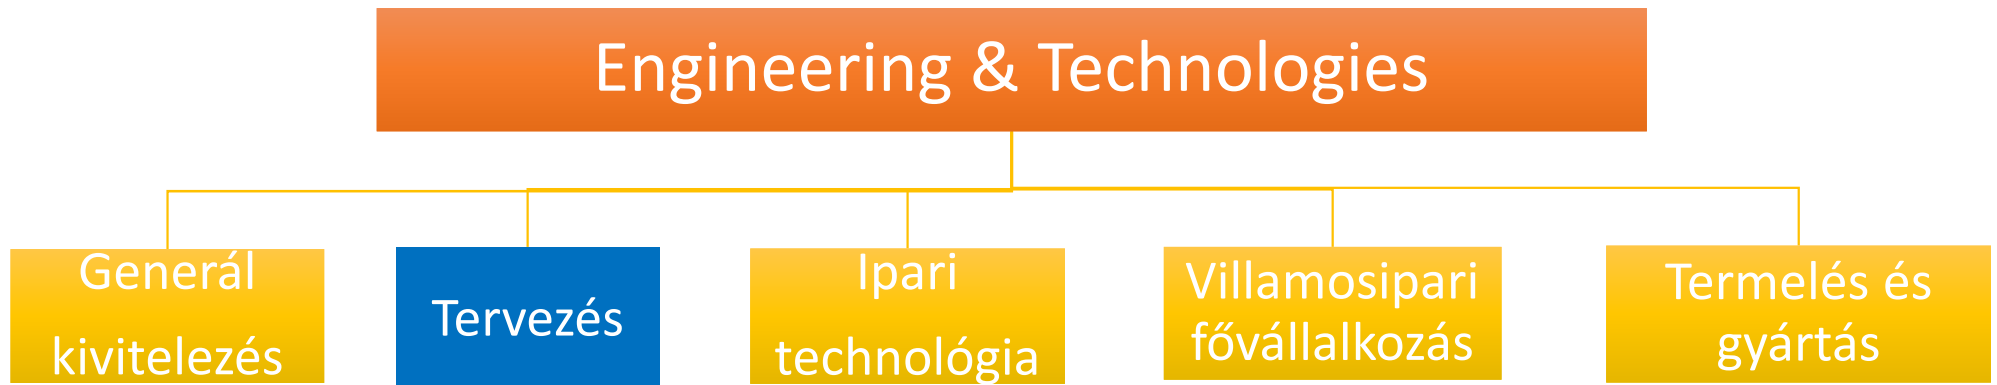 Engineering & Technologies
Generál
kivitelezés
Tervezés
Ipari
technológia
Villamosipari
fővállalkozás
Termelés és
gyártás